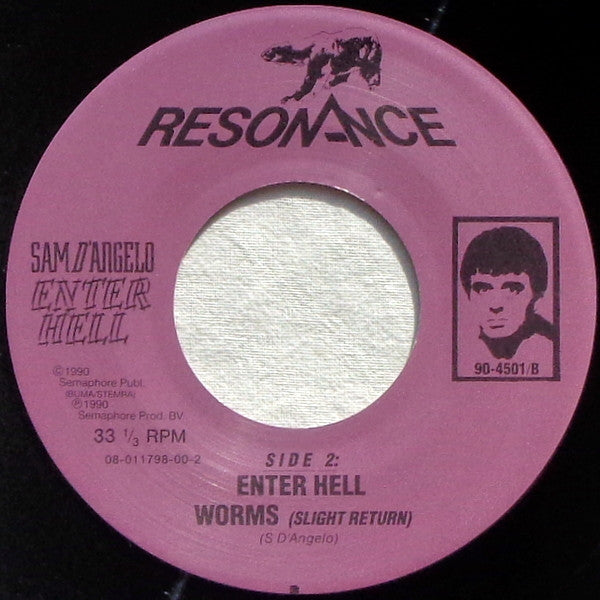 RESONANCE
SAM D'ANGELO
ENTER
HELL
©1990
Semaphore Publ.
(BUMA/STEMRA)
℗1990
Semaphore Prod. BV
33 1/3 RPM
08-011798-00-2
90-4501/B
SIDE 2:
ENTER HELL
WORMS (SLIGHT RETURN)
(S D'Angelo)